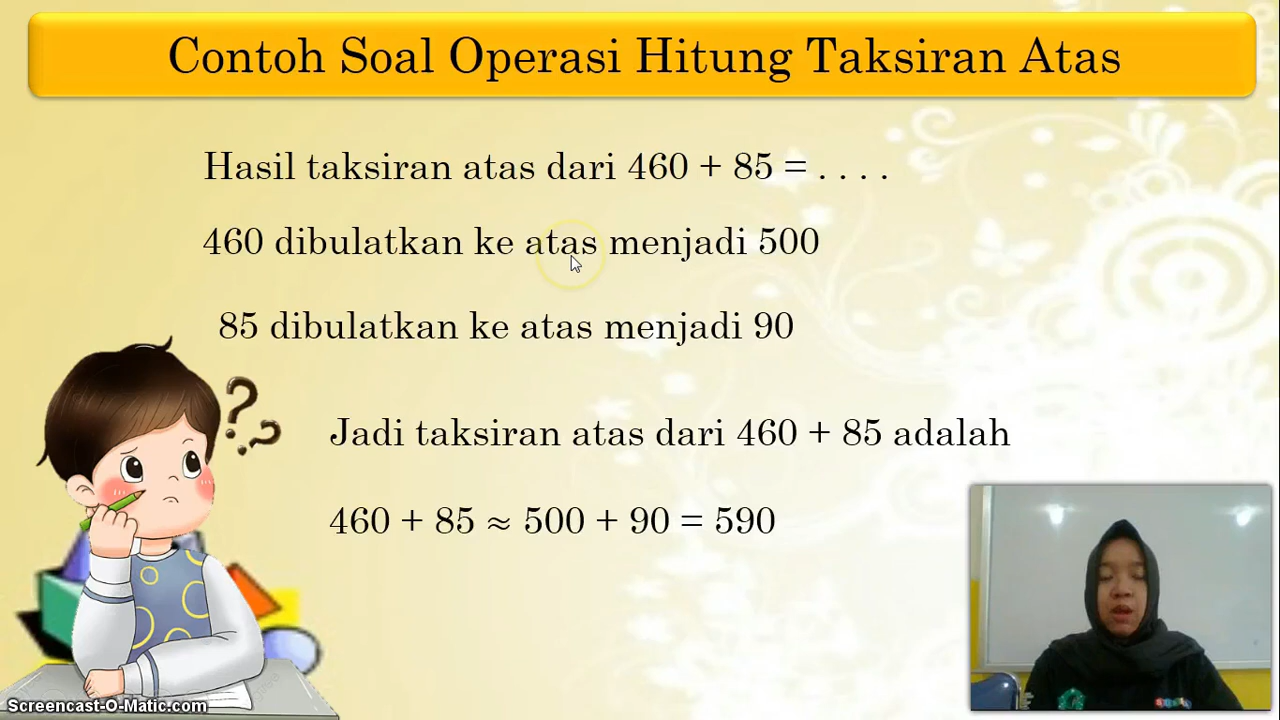 Contoh Soal Operasi Hitung Taksiran Atas
Hasil taksiran atas dari 460 + 85 = . . . .
460 dibulatkan ke atas menjadi 500
85 dibulatkan ke atas menjadi 90
Jadi taksiran atas dari 460 + 85 adalah
460 + 85 ≈ 500 + 90 = 590
Screencast-O-Matic.com